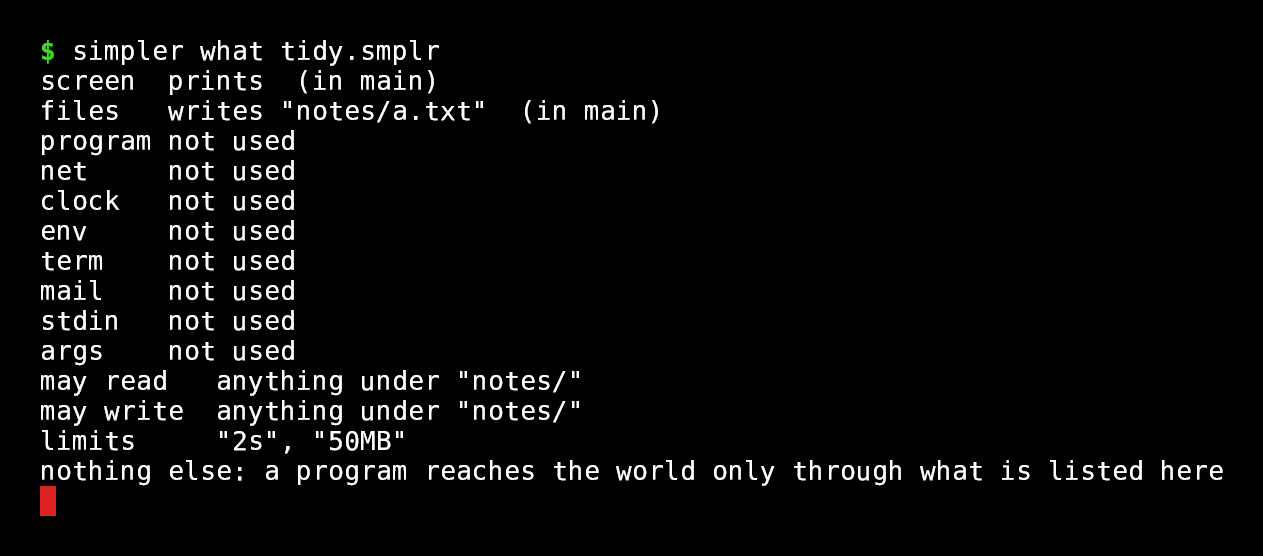 $ simpler what tidy.smplr
screen  prints  (in main)
files   writes "notes/a.txt"  (in main)
program not used
net     not used
clock   not used
env     not used
term    not used
mail    not used
stdin   not used
args    not used
may read   anything under "notes/"
may write  anything under "notes/"
limits     "2s", "50MB"
nothing else: a program reaches the world only through what is listed here